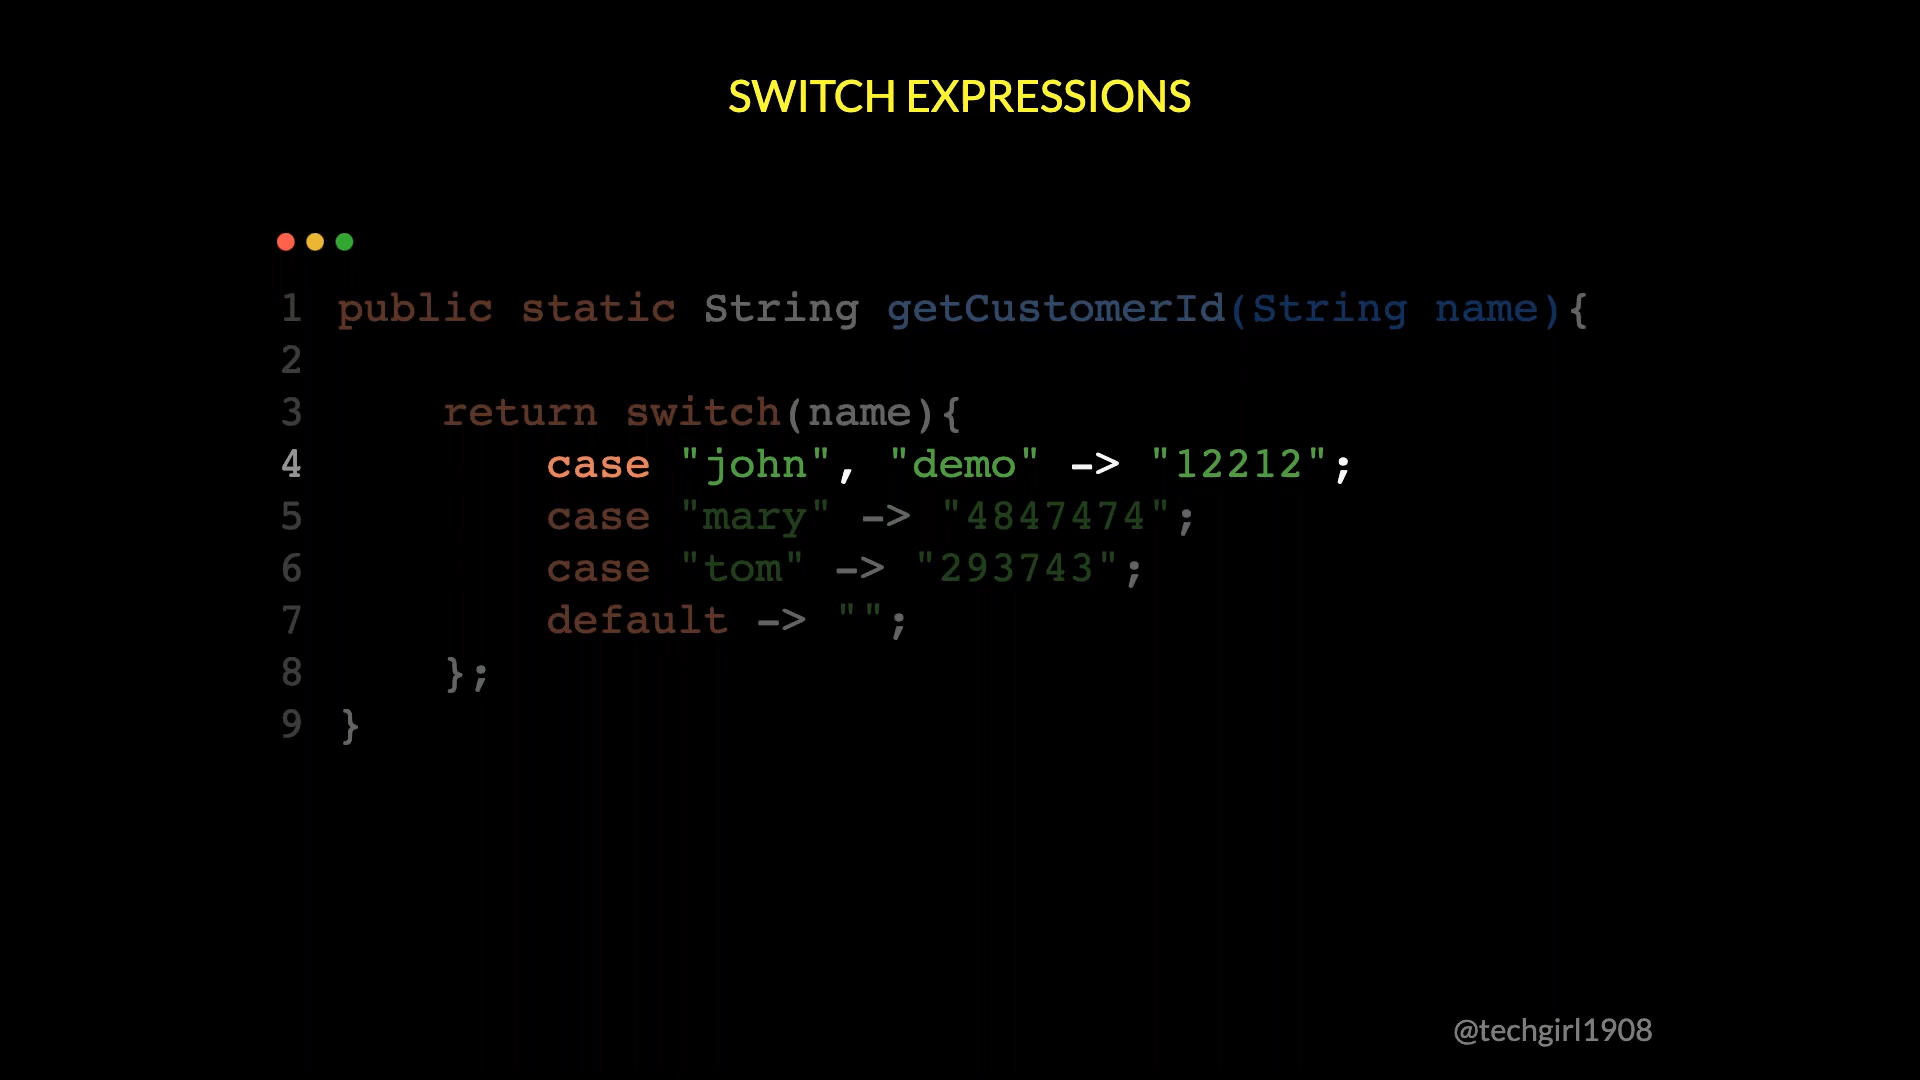 SWITCH EXPRESSIONS
1 public static String getCustomerId(String name){
2
3 return switch(name){
4 case "john", "demo" -> "12212";
5 case "mary" -> "4847474";
6 case "tom" -> "293743";
7 default -> "";
8 };
9 }
@techgirl1908